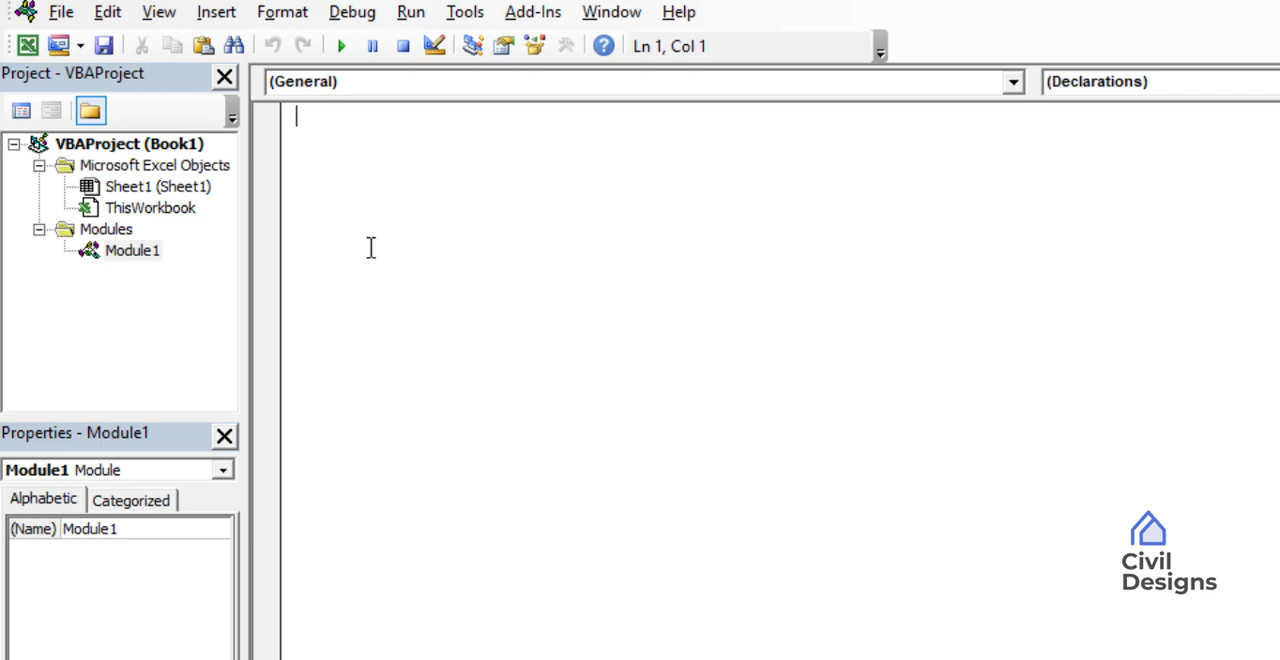 File Edit View Insert Format Debug Run Tools Add-Ins Window Help
Ln 1, Col 1
Project - VBAProject
(General)
(Declarations)
VBAProject (Book1)
Microsoft Excel Objects
Sheet1 (Sheet1)
ThisWorkbook
Modules
Module1
Properties - Module1
Module1 Module
Alphabetic Categorized
(Name) Module1
Civil
Designs